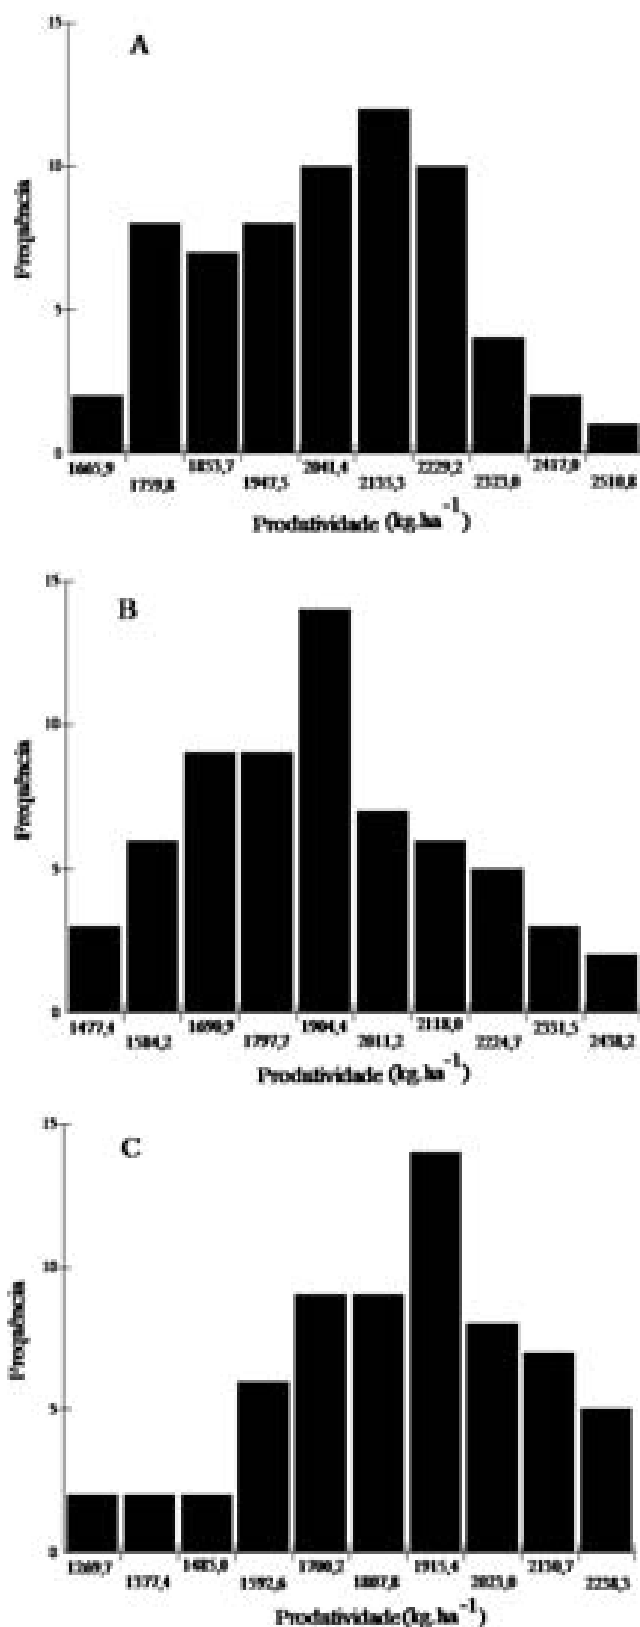 15
A
10
Frequência
5
0
1665,9 1853,7 2041,4 2229,2 2417,0
1759,8 1947,5 2135,3 2323,0 2510,8
Produtividade (kg.ha-1)
15
B
10
Frequência
5
0
1477,4 1690,9 1904,4 2118,0 2331,5
1584,2 1797,7 2011,2 2224,7 2438,2
Produtividade (kg.ha-1)
15
C
10
Frequência
5
0
1269,7 1485,0 1700,2 1915,4 2130,7
1377,4 1592,6 1807,8 2023,0 2238,3
Produtividade (kg.ha-1)